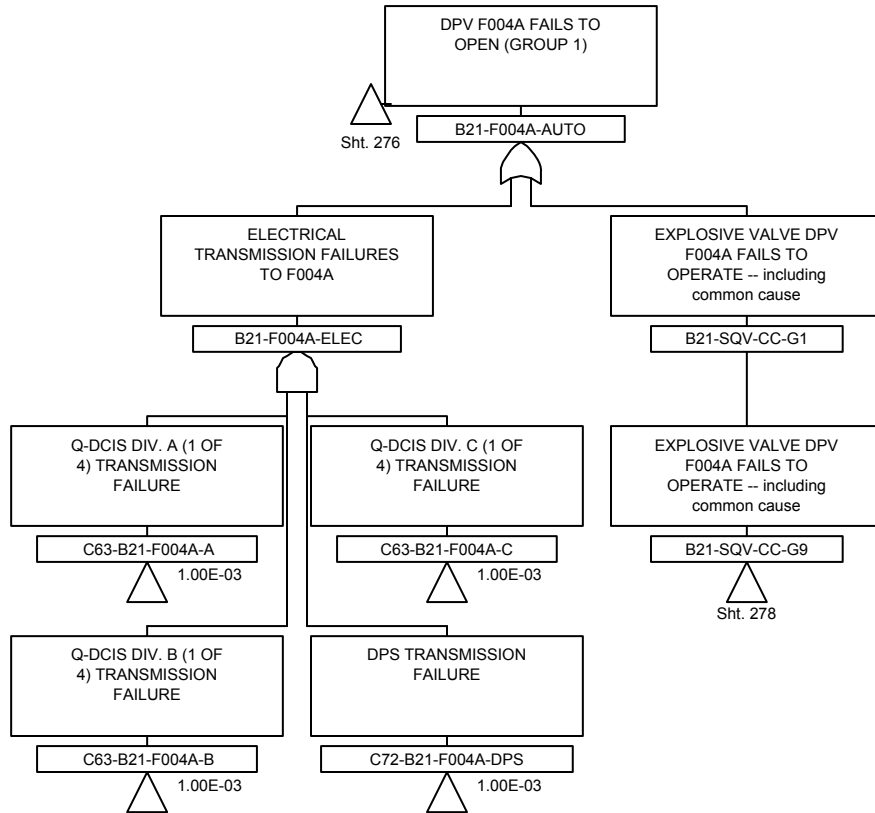 DPV F004A FAILS TO
OPEN (GROUP 1)
Sht. 276
B21-F004A-AUTO
ELECTRICAL
TRANSMISSION FAILURES
TO F004A
B21-F004A-ELEC
EXPLOSIVE VALVE DPV
F004A FAILS TO
OPERATE -- including
common cause
B21-SQV-CC-G1
Q-DCIS DIV. A (1 OF
4) TRANSMISSION
FAILURE
C63-B21-F004A-A
1.00E-03
Q-DCIS DIV. C (1 OF
4) TRANSMISSION
FAILURE
C63-B21-F004A-C
1.00E-03
EXPLOSIVE VALVE DPV
F004A FAILS TO
OPERATE -- including
common cause
B21-SQV-CC-G9
Sht. 278
Q-DCIS DIV. B (1 OF
4) TRANSMISSION
FAILURE
C63-B21-F004A-B
1.00E-03
DPS TRANSMISSION
FAILURE
C72-B21-F004A-DPS
1.00E-03